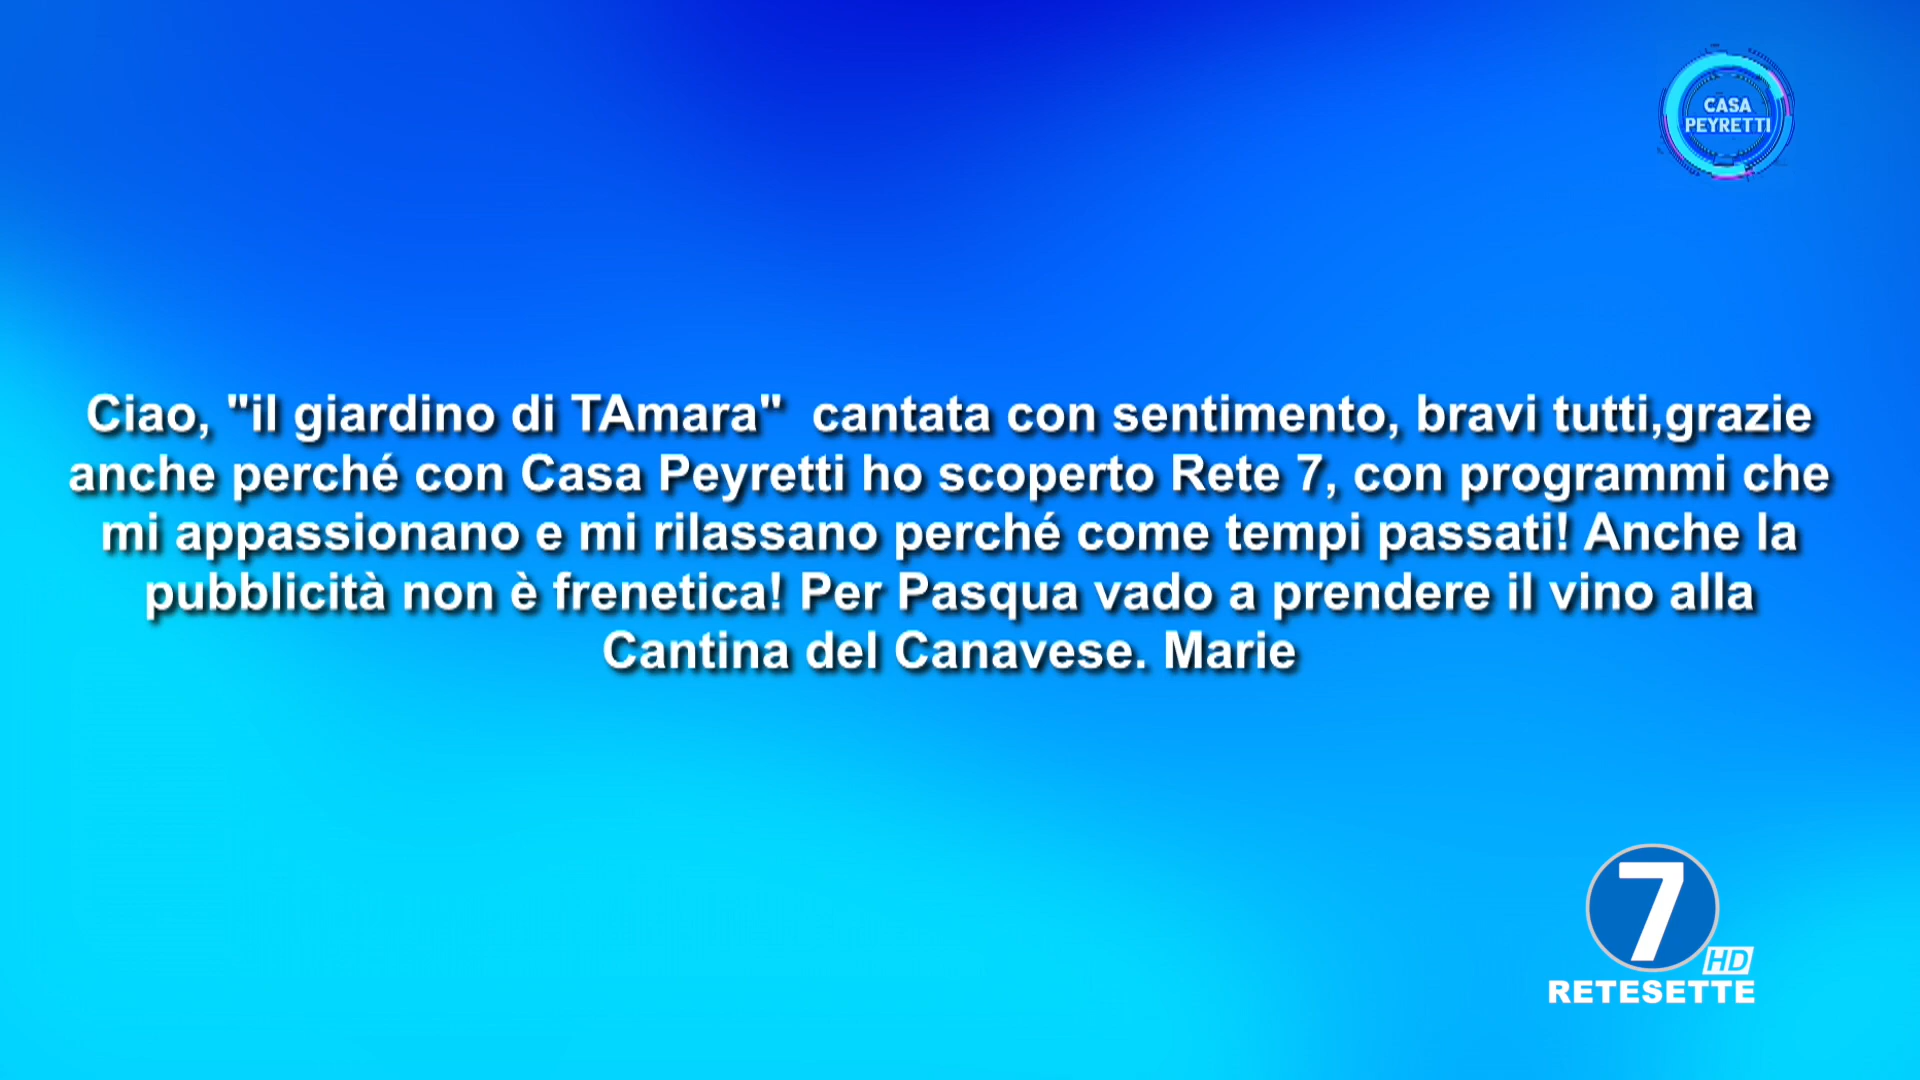 CASA
PEYRETTI
Ciao, "il giardino di TAmara"  cantata con sentimento, bravi tutti,grazie
anche perché con Casa Peyretti ho scoperto Rete 7, con programmi che
mi appassionano e mi rilassano perché come tempi passati! Anche la
pubblicità non è frenetica! Per Pasqua vado a prendere il vino alla
Cantina del Canavese. Marie
7
HD
RETESETTE